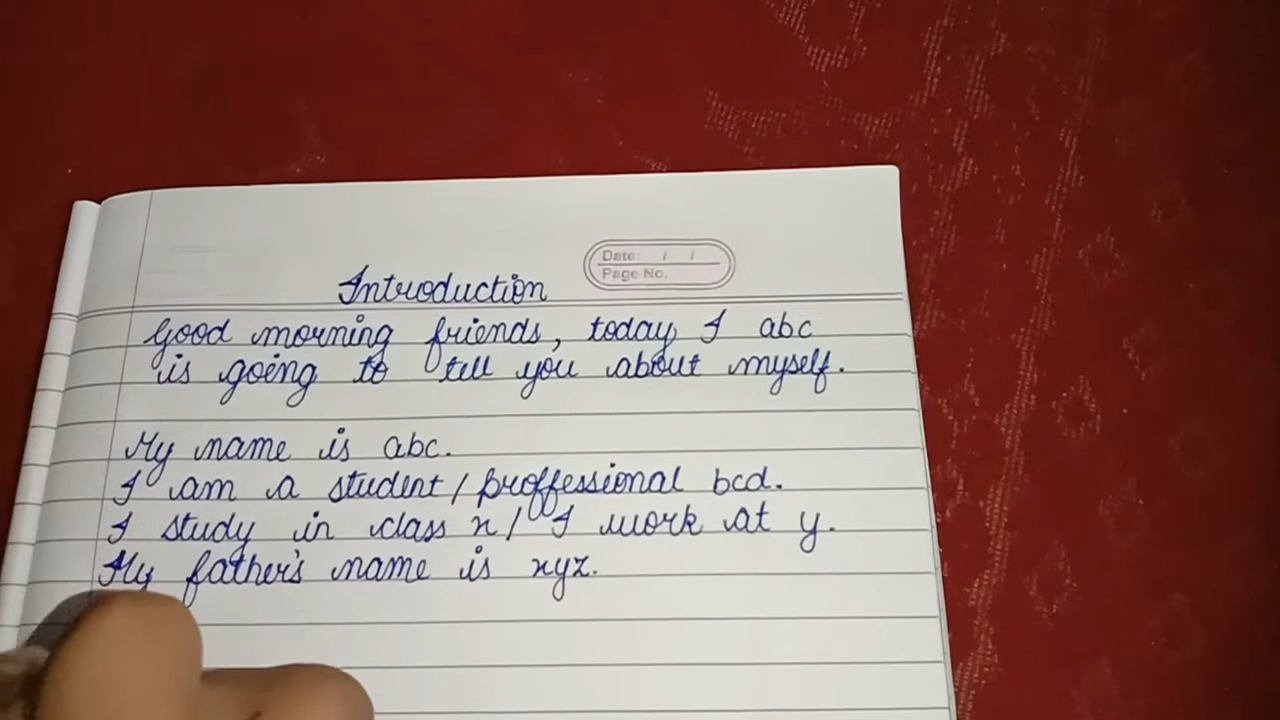 Date: / /
Page No.
Introduction
Good morning friends, today I abc
is going to tell you about myself.
My name is abc.
I am a student / proffessional bcd.
I study in class x / I work at y.
My father's name is xyz.